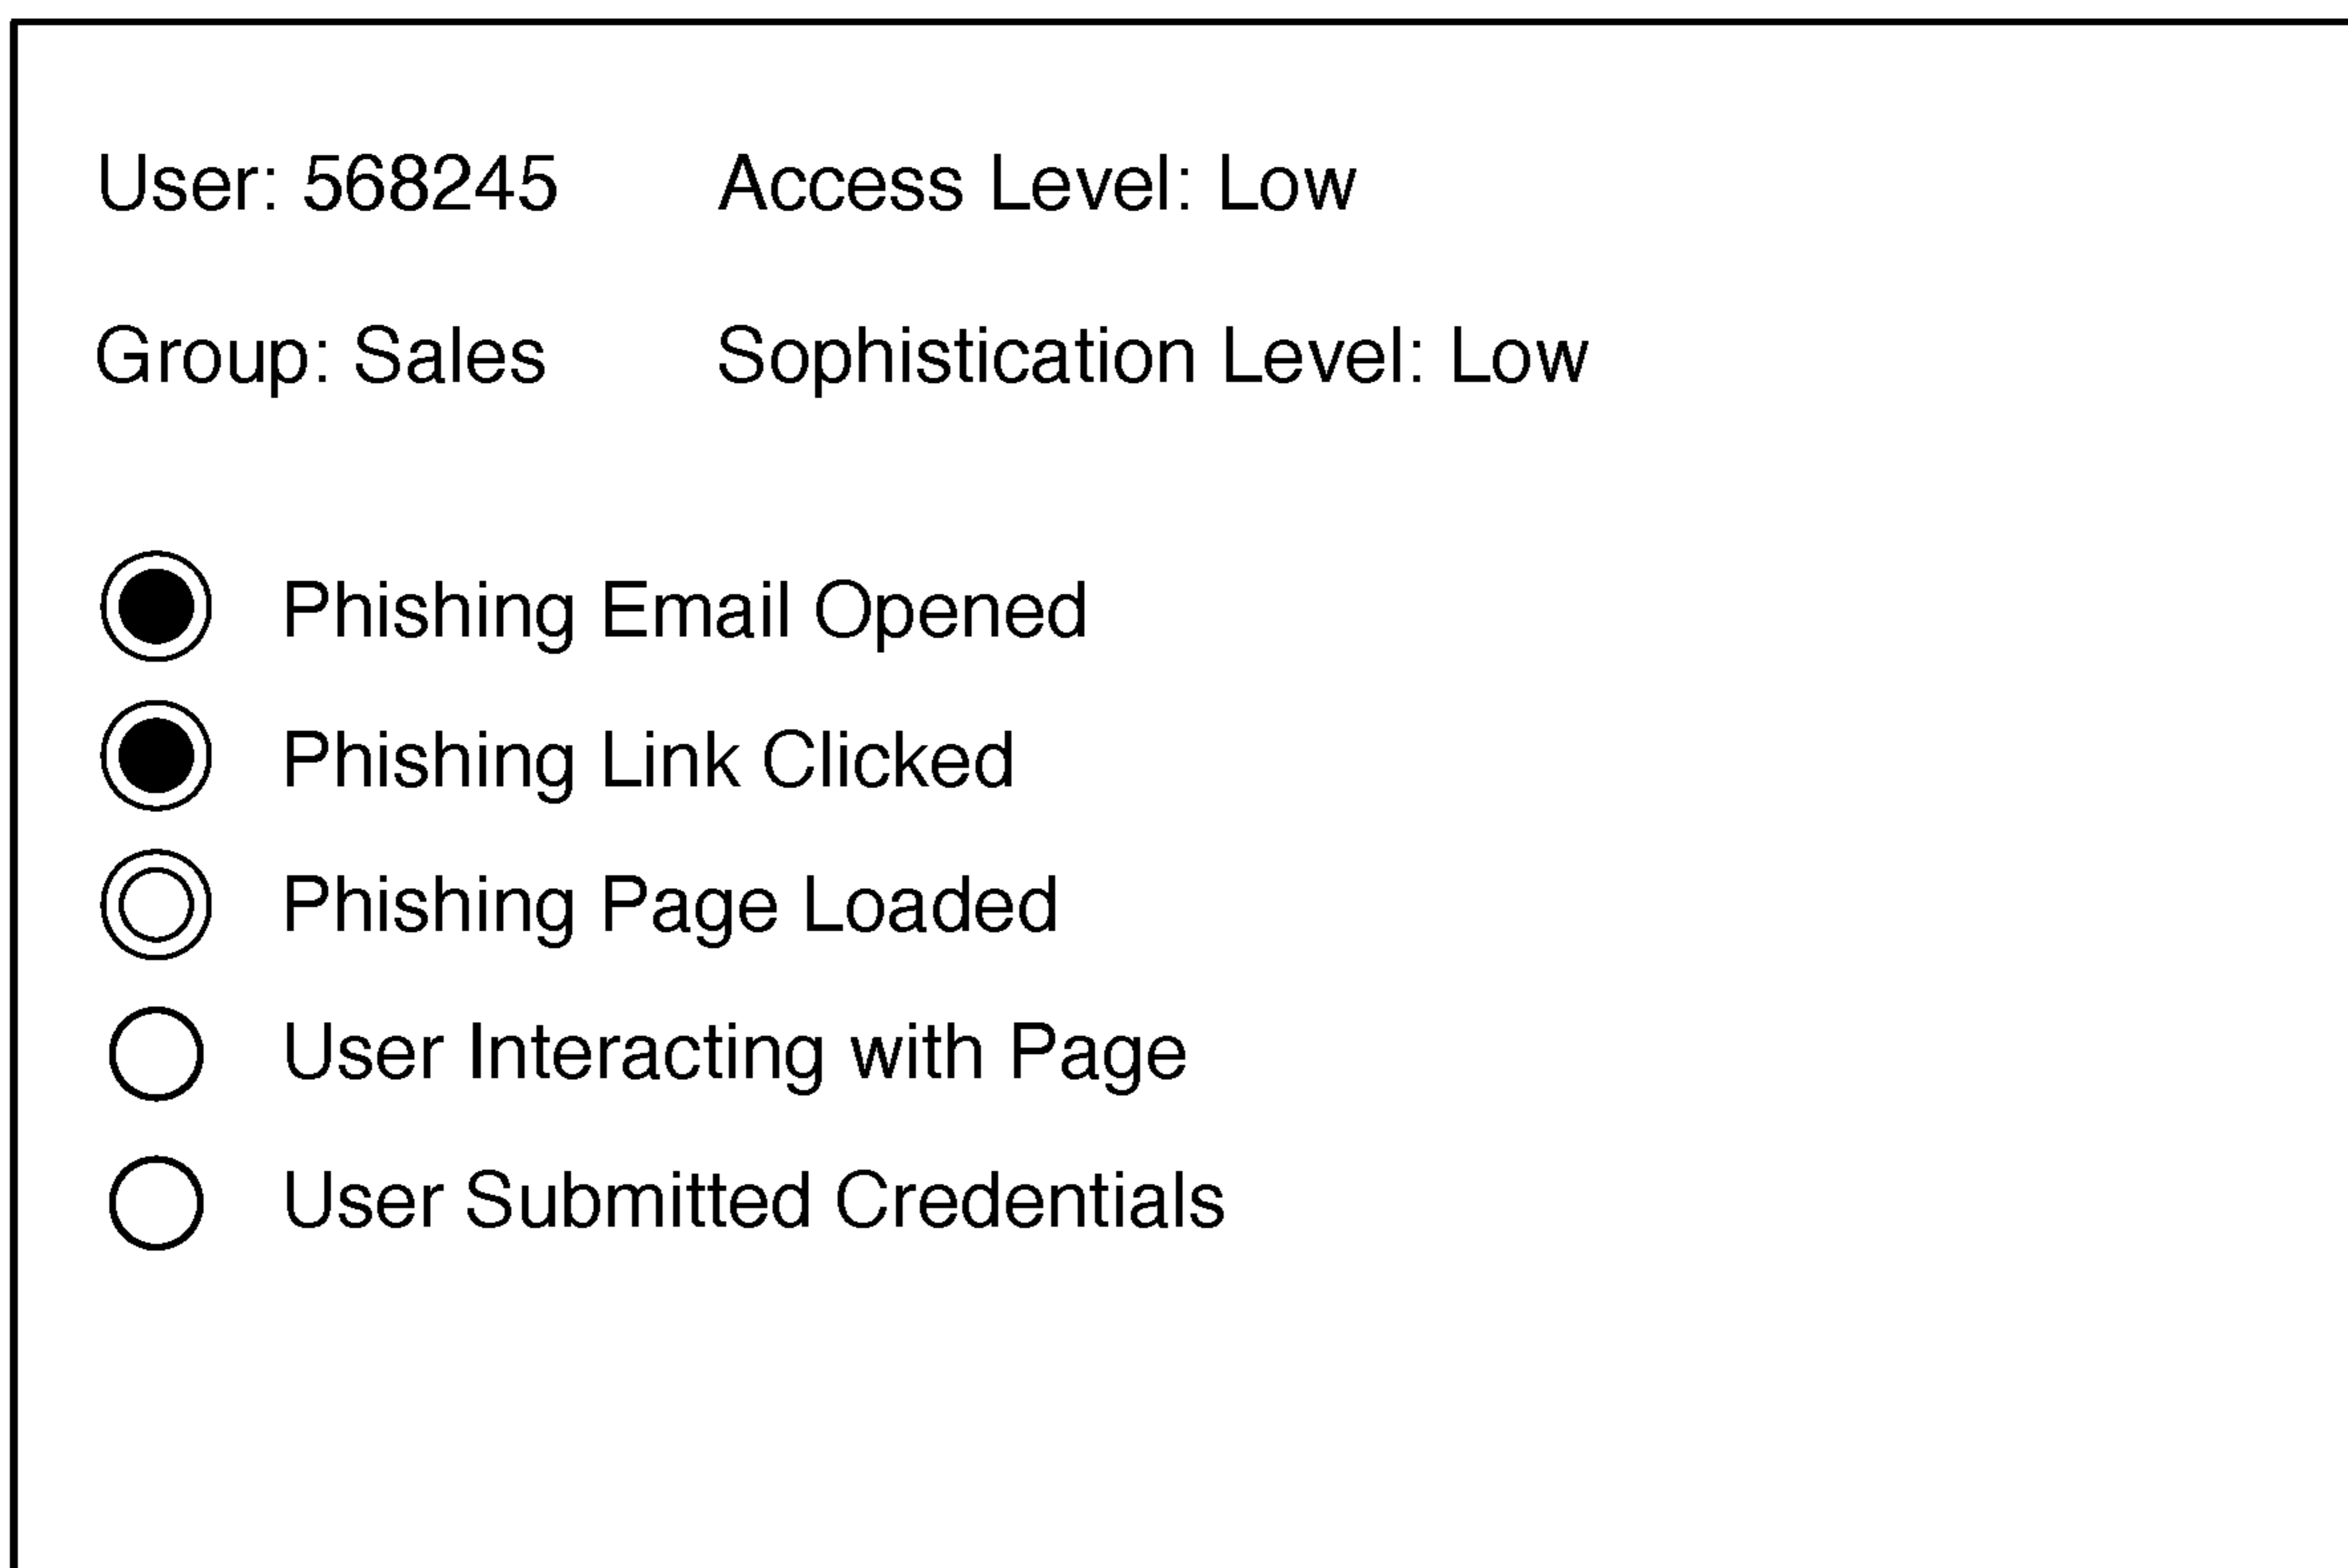 User: 568245 Access Level: Low
Group: Sales Sophistication Level: Low
Phishing Email Opened
Phishing Link Clicked
Phishing Page Loaded
User Interacting with Page
User Submitted Credentials